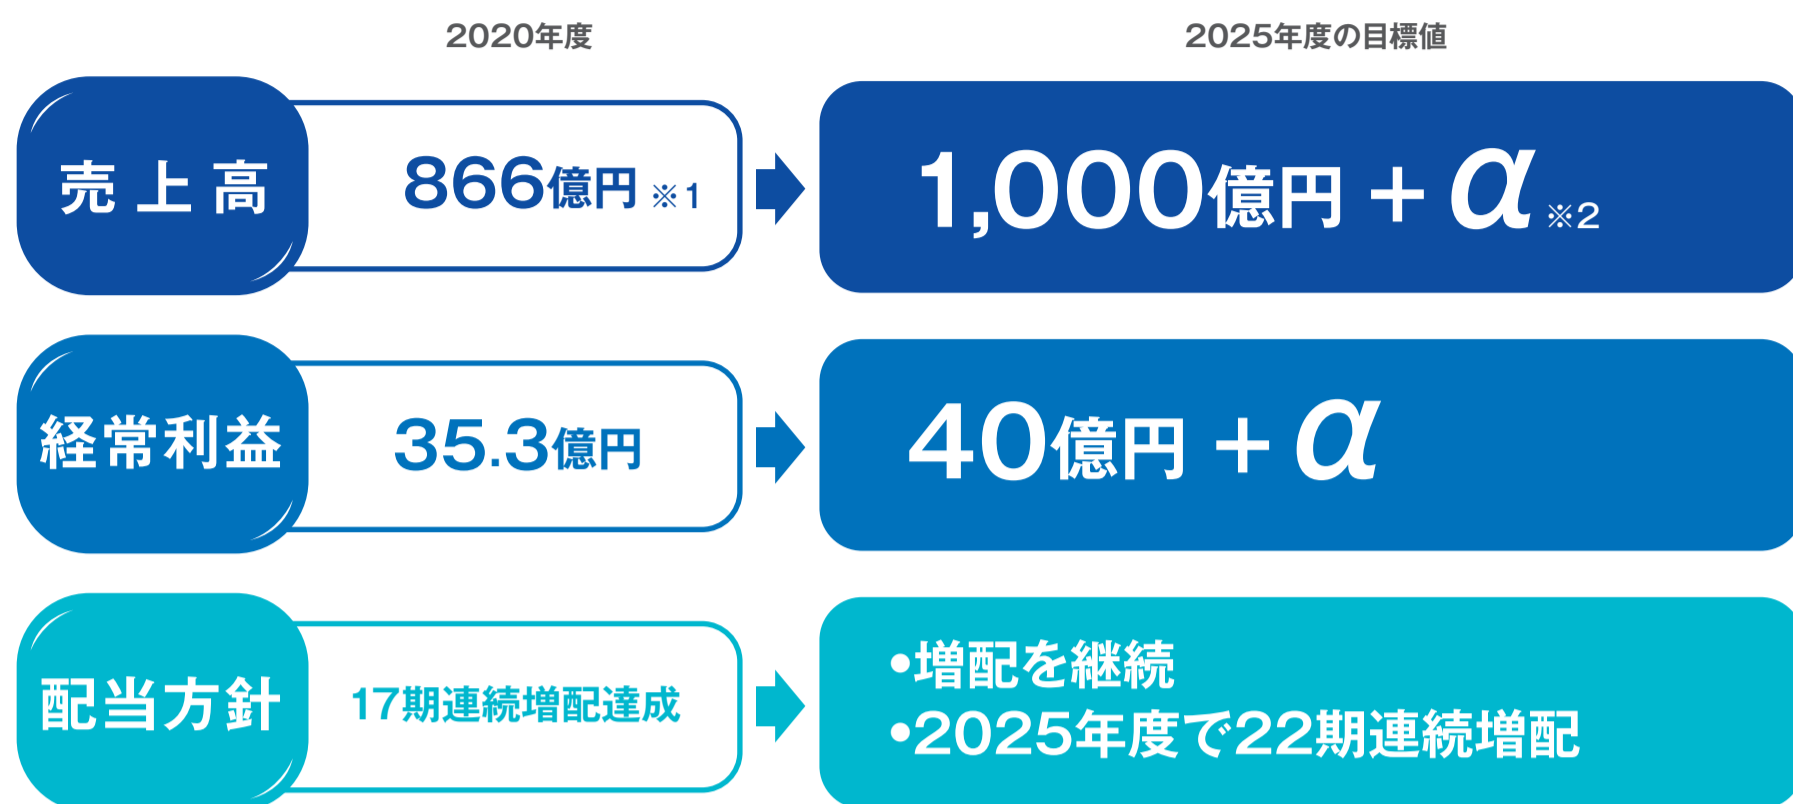 2020年度
2025年度の目標値
売上高
866億円 ※1
1,000億円 + α ※2
経常利益
35.3億円
40億円 + α
配当方針
17期連続増配達成
•増配を継続
•2025年度で22期連続増配